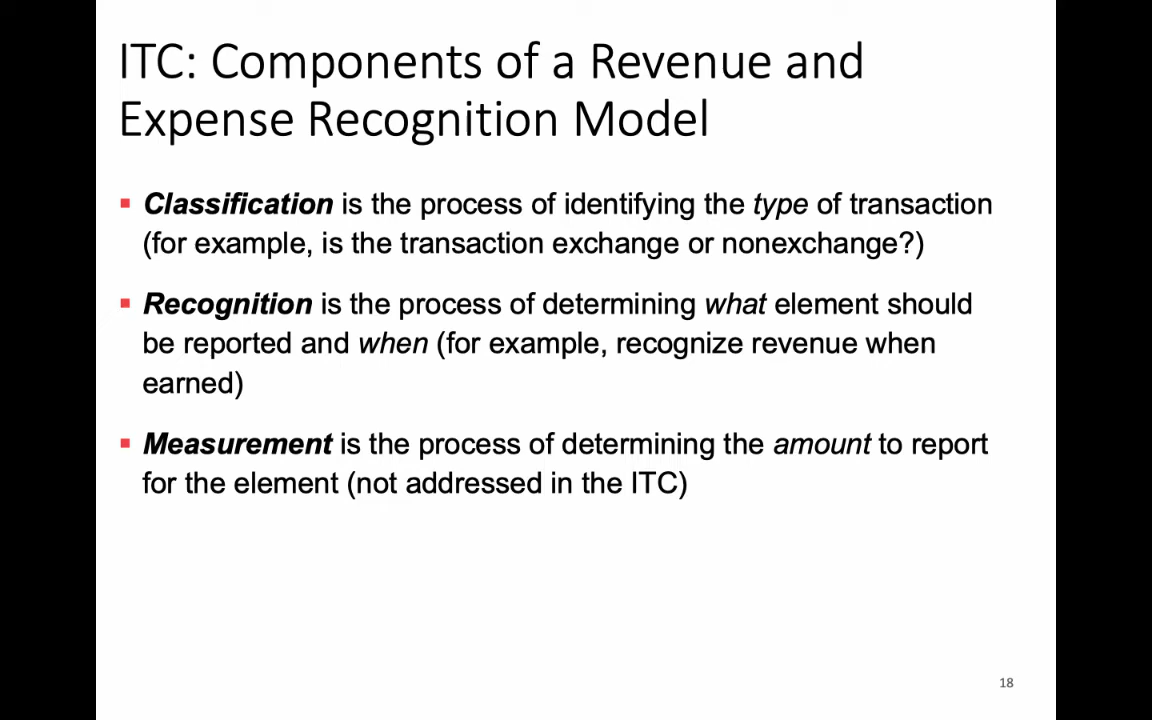 ITC: Components of a Revenue and
Expense Recognition Model
▪ Classification is the process of identifying the type of transaction
(for example, is the transaction exchange or nonexchange?)
▪ Recognition is the process of determining what element should
be reported and when (for example, recognize revenue when
earned)
▪ Measurement is the process of determining the amount to report
for the element (not addressed in the ITC)
18